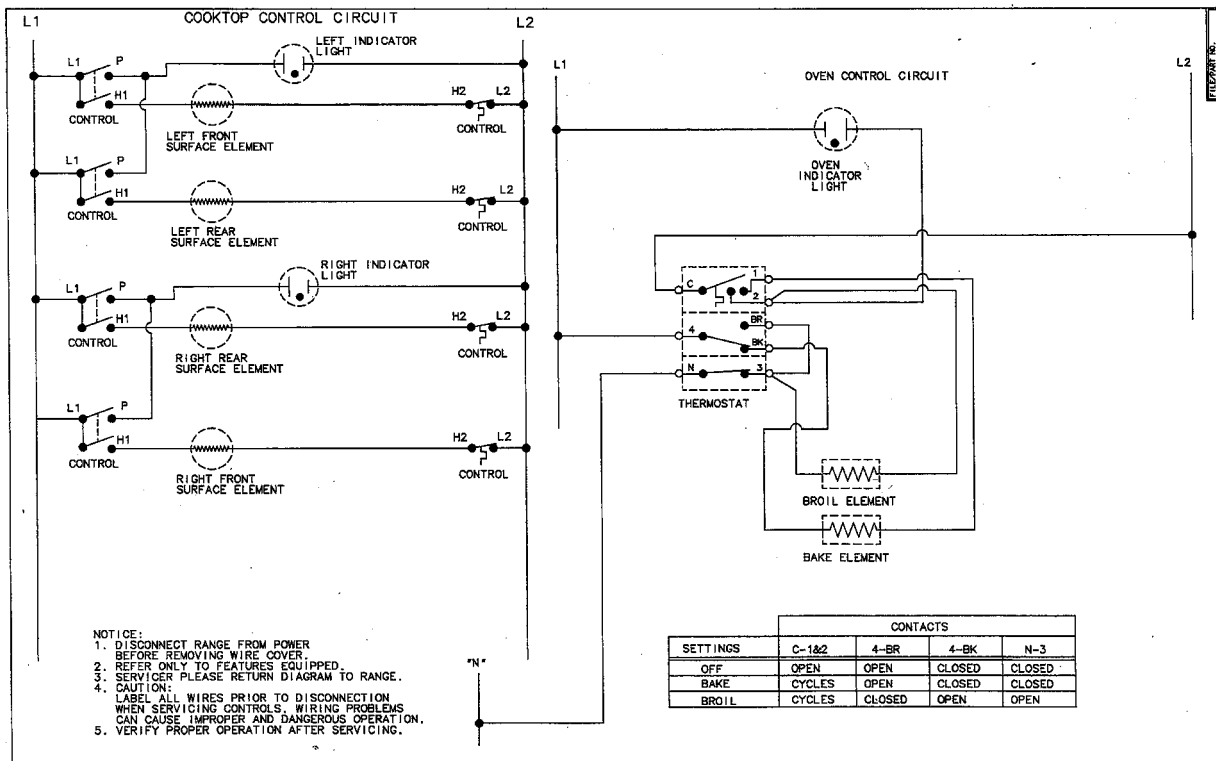 COOKTOP CONTROL CIRCUIT
L1
L2
LEFT INDICATOR
LIGHT
L1
P
H1
CONTROL
LEFT FRONT
SURFACE ELEMENT
H2
L2
CONTROL
L1
P
H1
CONTROL
LEFT REAR
SURFACE ELEMENT
H2
L2
CONTROL
RIGHT INDICATOR
LIGHT
L1
P
H1
CONTROL
RIGHT REAR
SURFACE ELEMENT
H2
L2
CONTROL
L1
P
H1
CONTROL
RIGHT FRONT
SURFACE ELEMENT
H2
L2
CONTROL
OVEN CONTROL CIRCUIT
L1
L2
OVEN
INDICATOR
LIGHT
C
1
2
4
BR
BK
N
3
THERMOSTAT
BROIL ELEMENT
BAKE ELEMENT
NOTICE:
1. DISCONNECT RANGE FROM POWER
BEFORE REMOVING WIRE COVER.
2. REFER ONLY TO FEATURES EQUIPPED.
3. SERVICER PLEASE RETURN DIAGRAM TO RANGE.
4. CAUTION:
LABEL ALL WIRES PRIOR TO DISCONNECTION
WHEN SERVICING CONTROLS. WIRING PROBLEMS
CAN CAUSE IMPROPER AND DANGEROUS OPERATION.
5. VERIFY PROPER OPERATION AFTER SERVICING.
"N"
CONTACTS
SETTINGS C-1&2 4-BR 4-BK N-3
OFF OPEN OPEN CLOSED CLOSED
BAKE CYCLES OPEN CLOSED CLOSED
BROIL CYCLES CLOSED OPEN OPEN
FILE/PART NO.